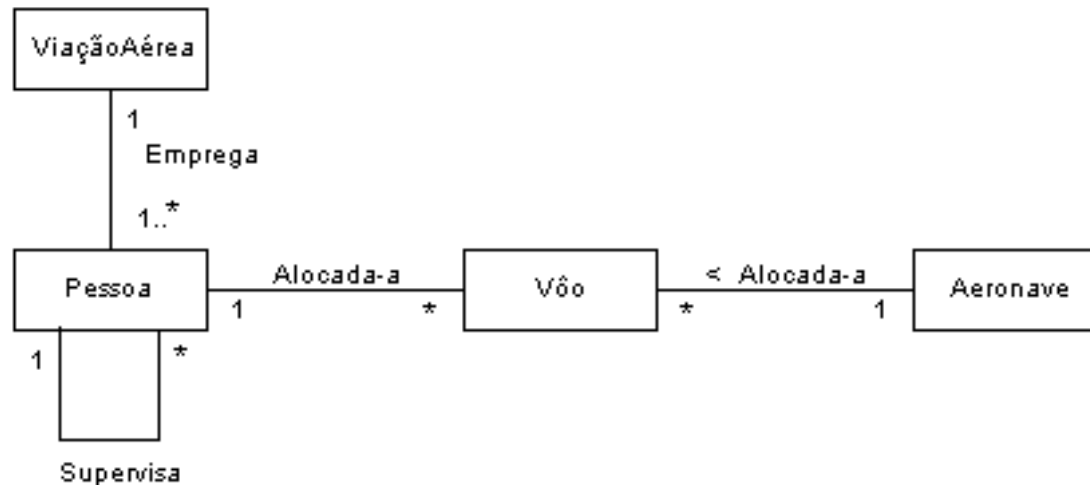 ViaçãoAérea
1
Emprega
1..*
Pessoa
Alocada-a
1
*
Vôo
< Alocada-a
*
1
Aeronave
1
*
Supervisa